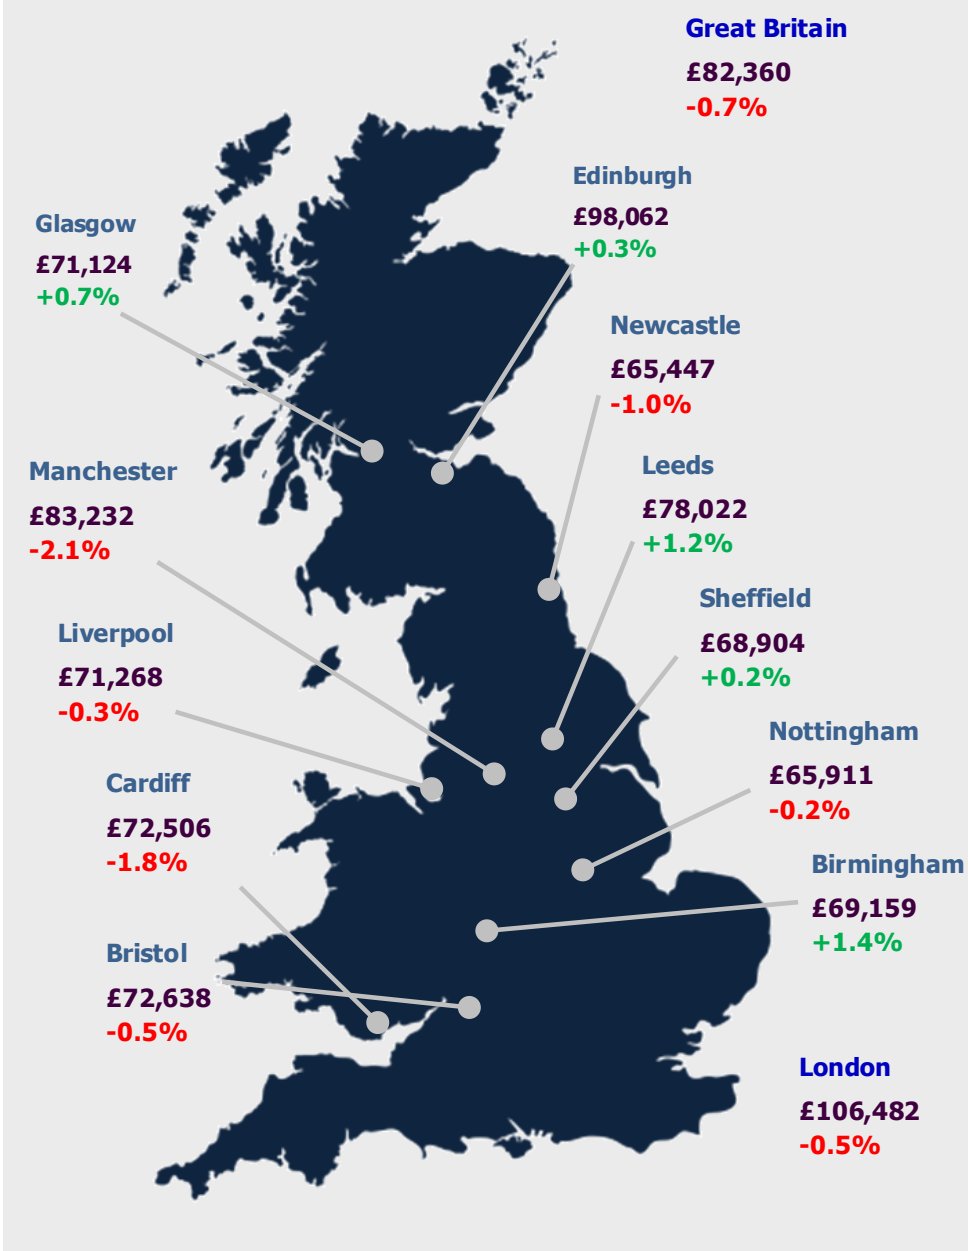 Great Britain
£82,360
-0.7%
Edinburgh
£98,062
+0.3%
Glasgow
£71,124
+0.7%
Newcastle
£65,447
-1.0%
Leeds
£78,022
+1.2%
Manchester
£83,232
-2.1%
Sheffield
£68,904
+0.2%
Liverpool
£71,268
-0.3%
Nottingham
£65,911
-0.2%
Cardiff
£72,506
-1.8%
Birmingham
£69,159
+1.4%
Bristol
£72,638
-0.5%
London
£106,482
-0.5%